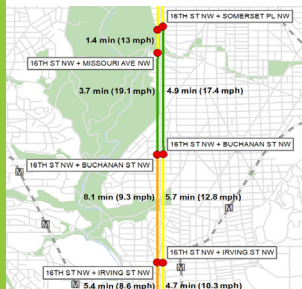 16TH ST NW + SOMERSET PL NW
1.4 min (13 mph)
16TH ST NW + MISSOURI AVE NW
3.7 min (19.1 mph)
4.9 min (17.4 mph)
16TH ST NW + BUCHANAN ST NW
16TH ST NW + BUCHANAN ST NW
8.1 min (9.3 mph)
5.7 min (12.8 mph)
M
M
M
16TH ST NW + IRVING ST NW
16TH ST NW + IRVING ST NW
M
M
5.4 min (8.6 mph)
4.7 min (10.3 mph)